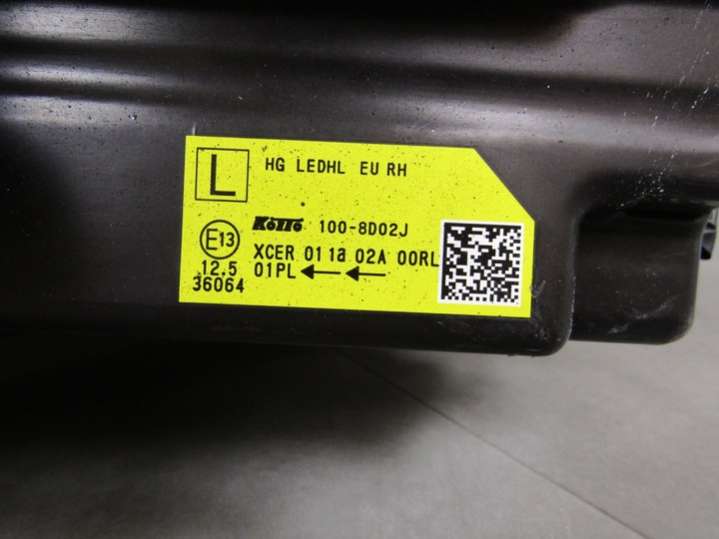 L
HG LEDHL EU RH
KOITO 100-8D02J
E13
XCER 01 1a 02A 00RL
12.5 01PL ←←
36064